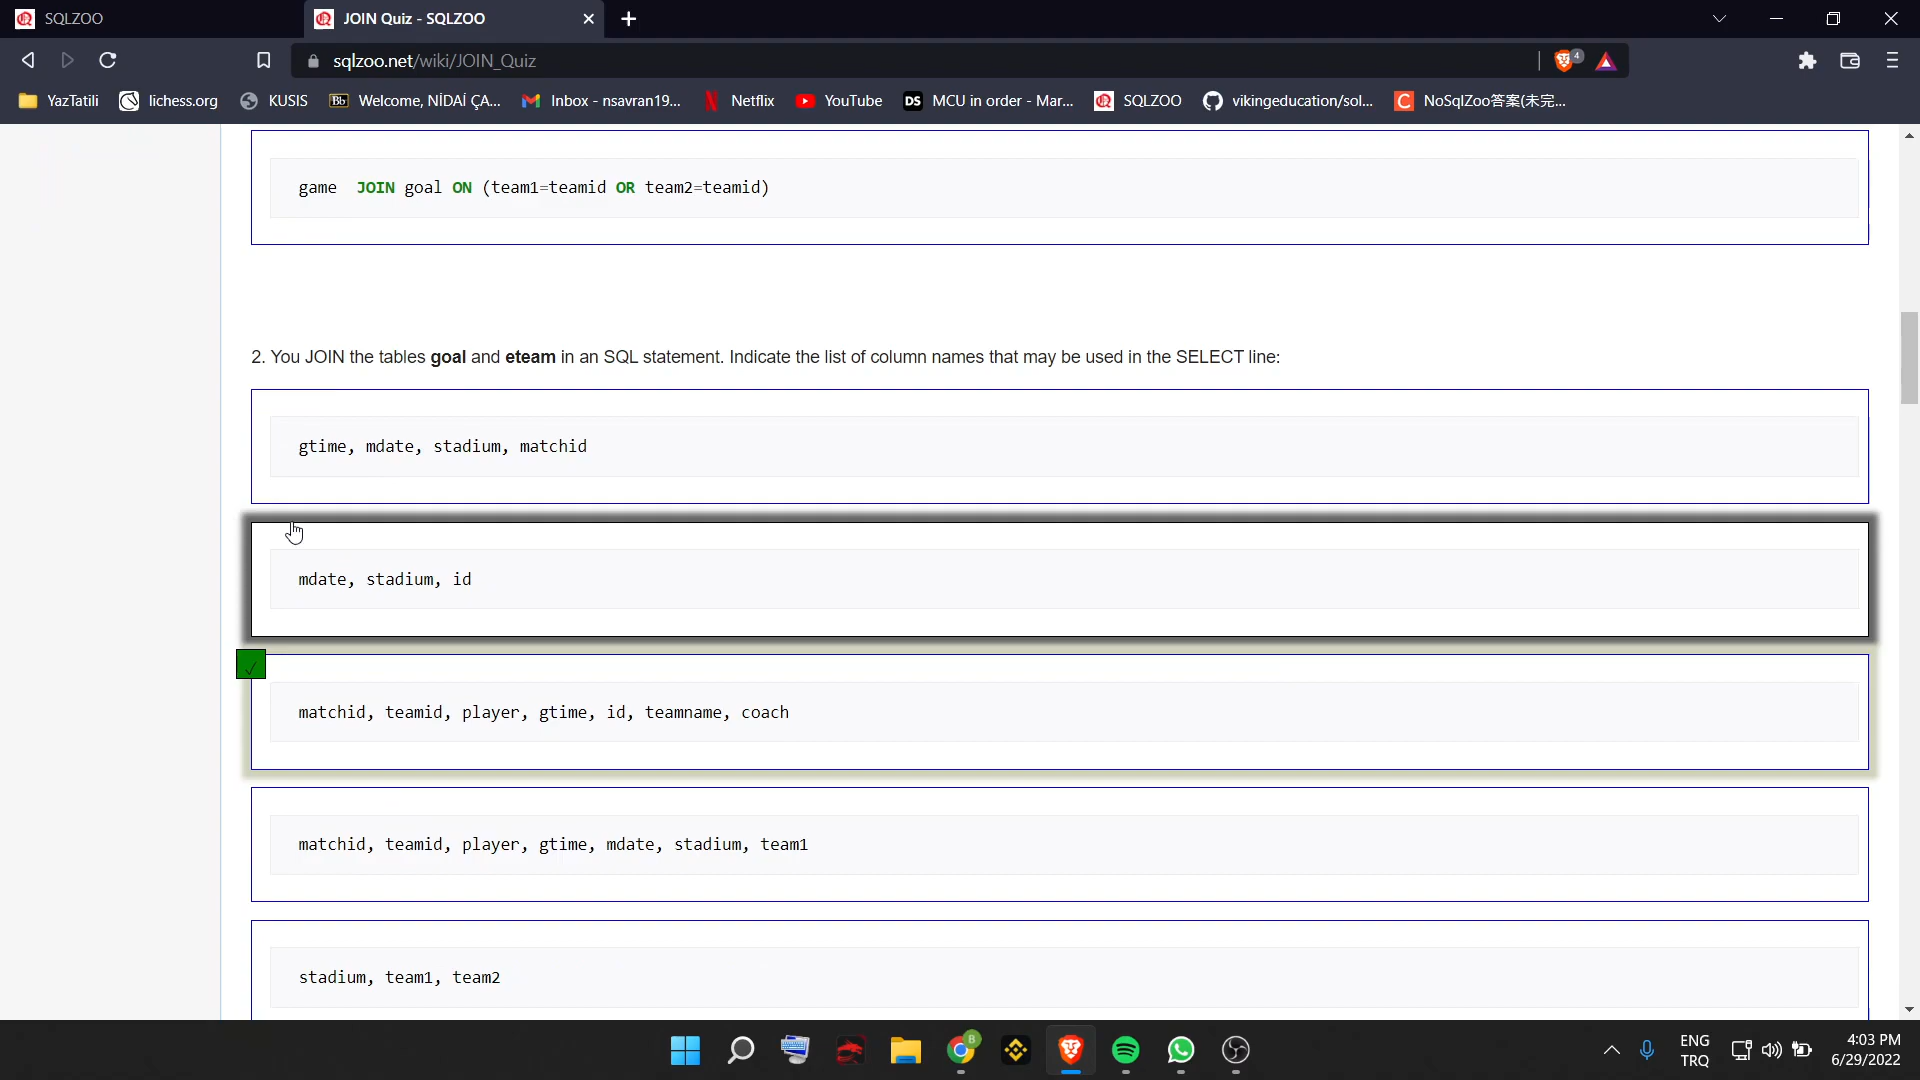 SQLZOO
JOIN Quiz - SQLZOO
sqlzoo.net/wiki/JOIN_Quiz
4
YazTatili
lichess.org
KUSIS
Bb Welcome, NİDAİ ÇA...
Inbox - nsavran19...
Netflix
YouTube
DS MCU in order - Mar...
SQLZOO
vikingeducation/sol...
C NoSqlZoo答案(未完...
game JOIN goal ON (team1=teamid OR team2=teamid)
2. You JOIN the tables goal and eteam in an SQL statement. Indicate the list of column names that may be used in the SELECT line:
gtime, mdate, stadium, matchid
mdate, stadium, id
matchid, teamid, player, gtime, id, teamname, coach
matchid, teamid, player, gtime, mdate, stadium, team1
stadium, team1, team2
B
ENG
TRQ
4:03 PM
6/29/2022